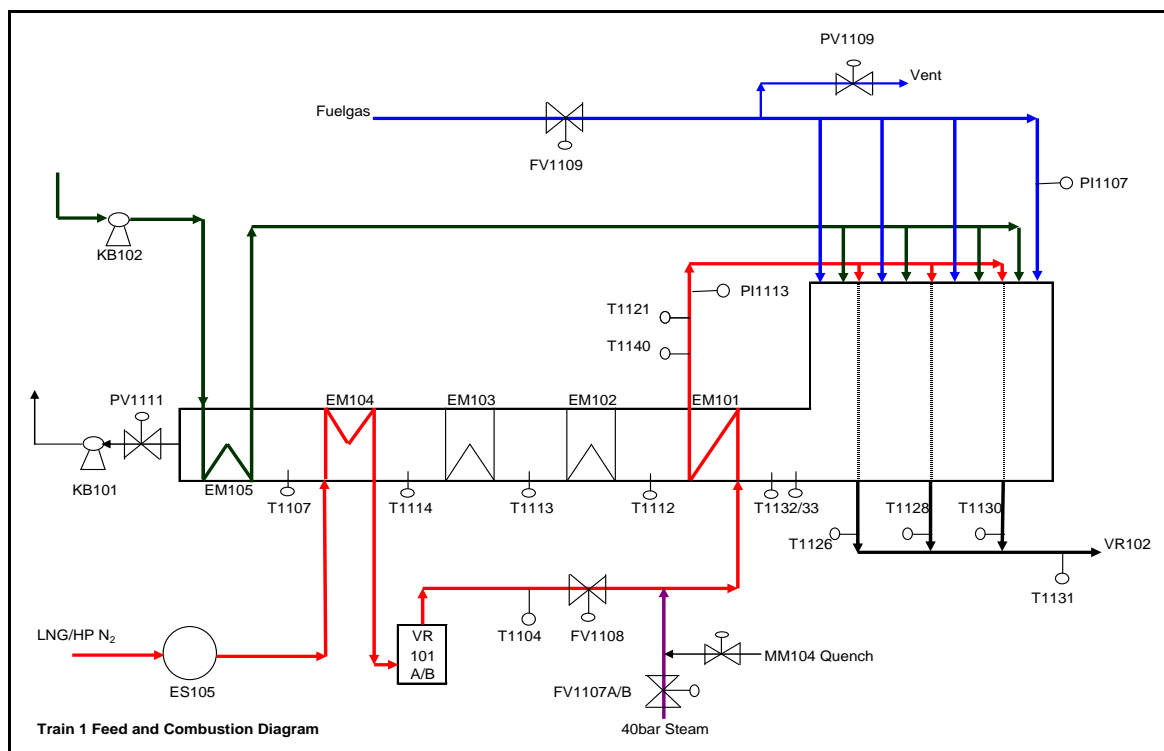 PV1109
Vent
Fuelgas
FV1109
PI1107
KB102
PI1113
T1121
T1140
PV1111
EM104
EM103
EM102
EM101
KB101
EM105
T1107
T1114
T1113
T1112
T1132/33
T1128
T1130
T1126
VR102
T1131
LNG/HP N₂
ES105
VR
101
A/B
T1104
FV1108
MM104 Quench
FV1107A/B
40bar Steam
Train 1 Feed and Combustion Diagram